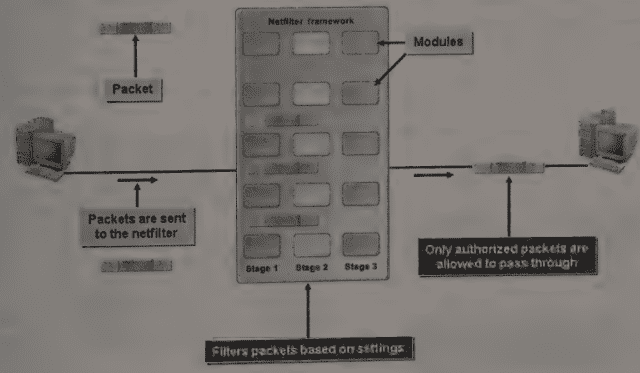 Netfilter framework
Modules
Packet
Packets are sent
to the netfilter
Only authorized packets are
allowed to pass through
Stage 1 Stage 2 Stage 3
Filters packets based on settings